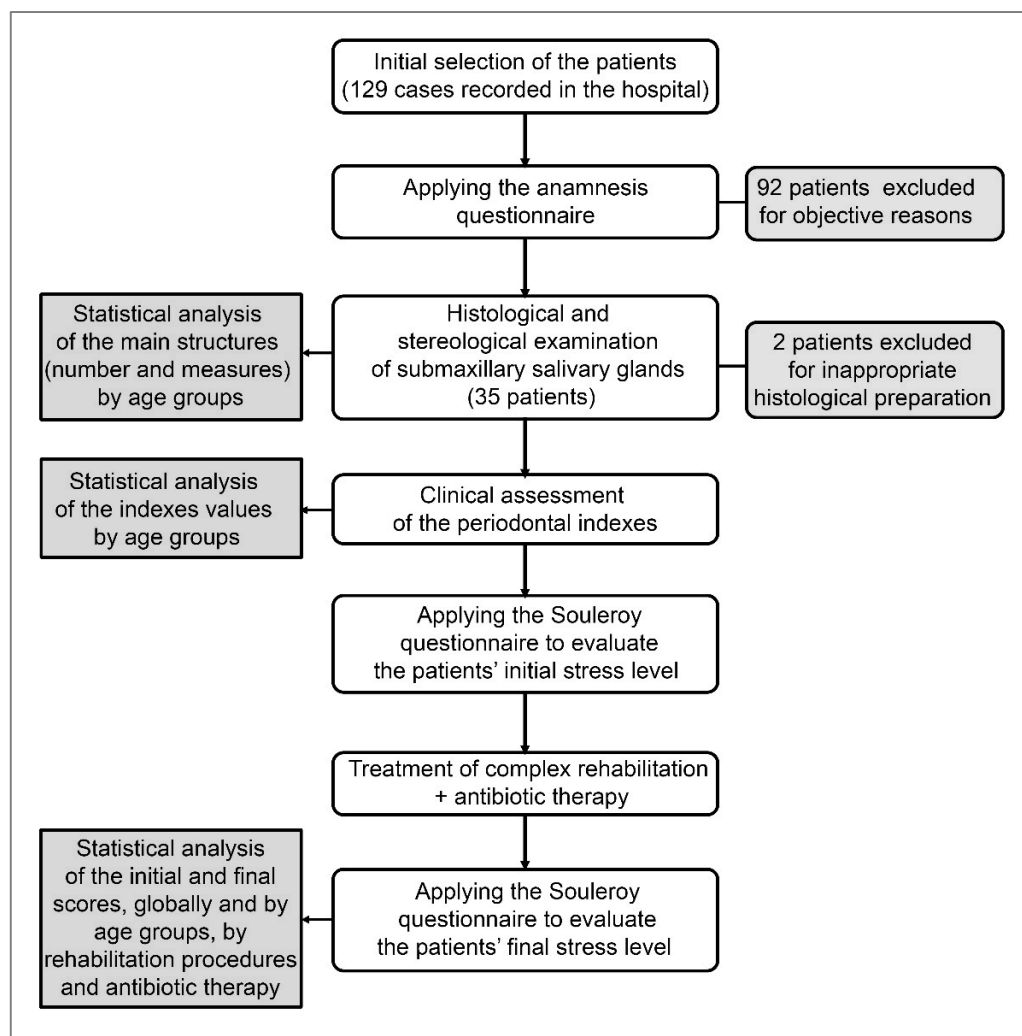 Initial selection of the patients
(129 cases recorded in the hospital)
Applying the anamnesis
questionnaire
92 patients excluded
for objective reasons
Statistical analysis
of the main structures
(number and measures)
by age groups
Histological and
stereological examination
of submaxillary salivary glands
(35 patients)
2 patients excluded
for inappropriate
histological preparation
Statistical analysis
of the indexes values
by age groups
Clinical assessment
of the periodontal indexes
Applying the Souleroy
questionnaire to evaluate
the patients’ initial stress level
Treatment of complex rehabilitation
+ antibiotic therapy
Statistical analysis
of the initial and final
scores, globally and by
age groups, by
rehabilitation procedures
and antibiotic therapy
Applying the Souleroy
questionnaire to evaluate
the patients’ final stress level